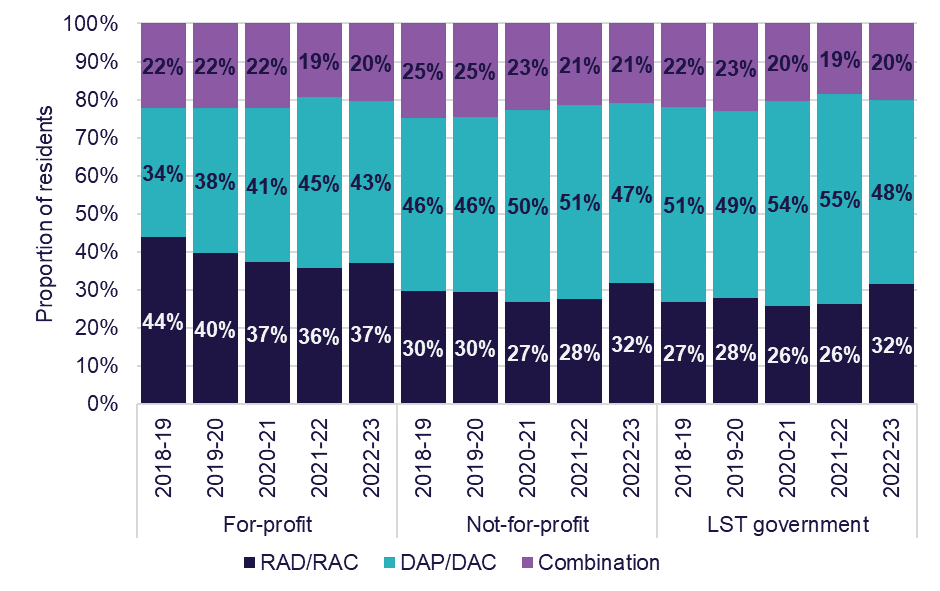 100%
90%
80%
70%
60%
50%
40%
30%
20%
10%
0%
Proportion of residents
22% 22% 22% 19% 20% 25% 25% 23% 21% 21% 22% 23% 20% 19% 20%
34% 38% 41% 45% 43% 46% 46% 50% 51% 47% 51% 49% 54% 55% 48%
44% 40% 37% 36% 37% 30% 30% 27% 28% 32% 27% 28% 26% 26% 32%
2018-19 2019-20 2020-21 2021-22 2022-23 2018-19 2019-20 2020-21 2021-22 2022-23 2018-19 2019-20 2020-21 2021-22 2022-23
For-profit Not-for-profit LST government
RAD/RAC DAP/DAC Combination